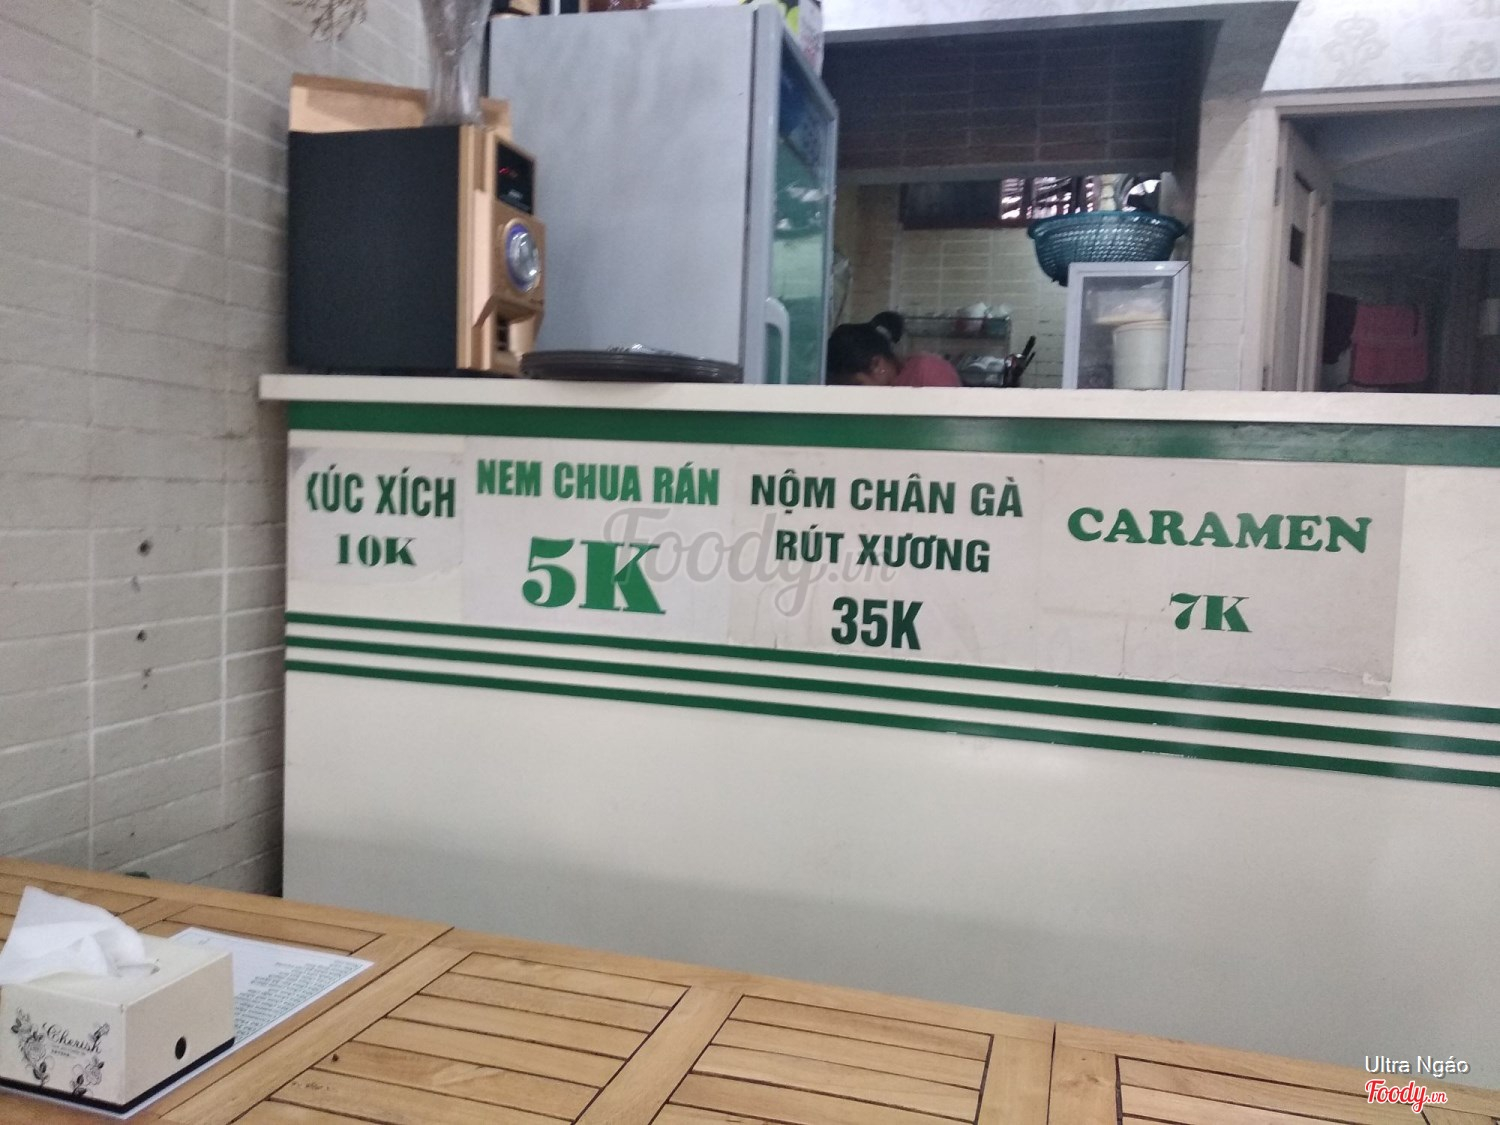 XÚC XÍCH
10K
NEM CHUA RÁN
5K
NỘM CHÂN GÀ
RÚT XƯƠNG
35K
CARAMEN
7K
Foody.vn
Cherish
Ultra Ngáo
Foody.vn